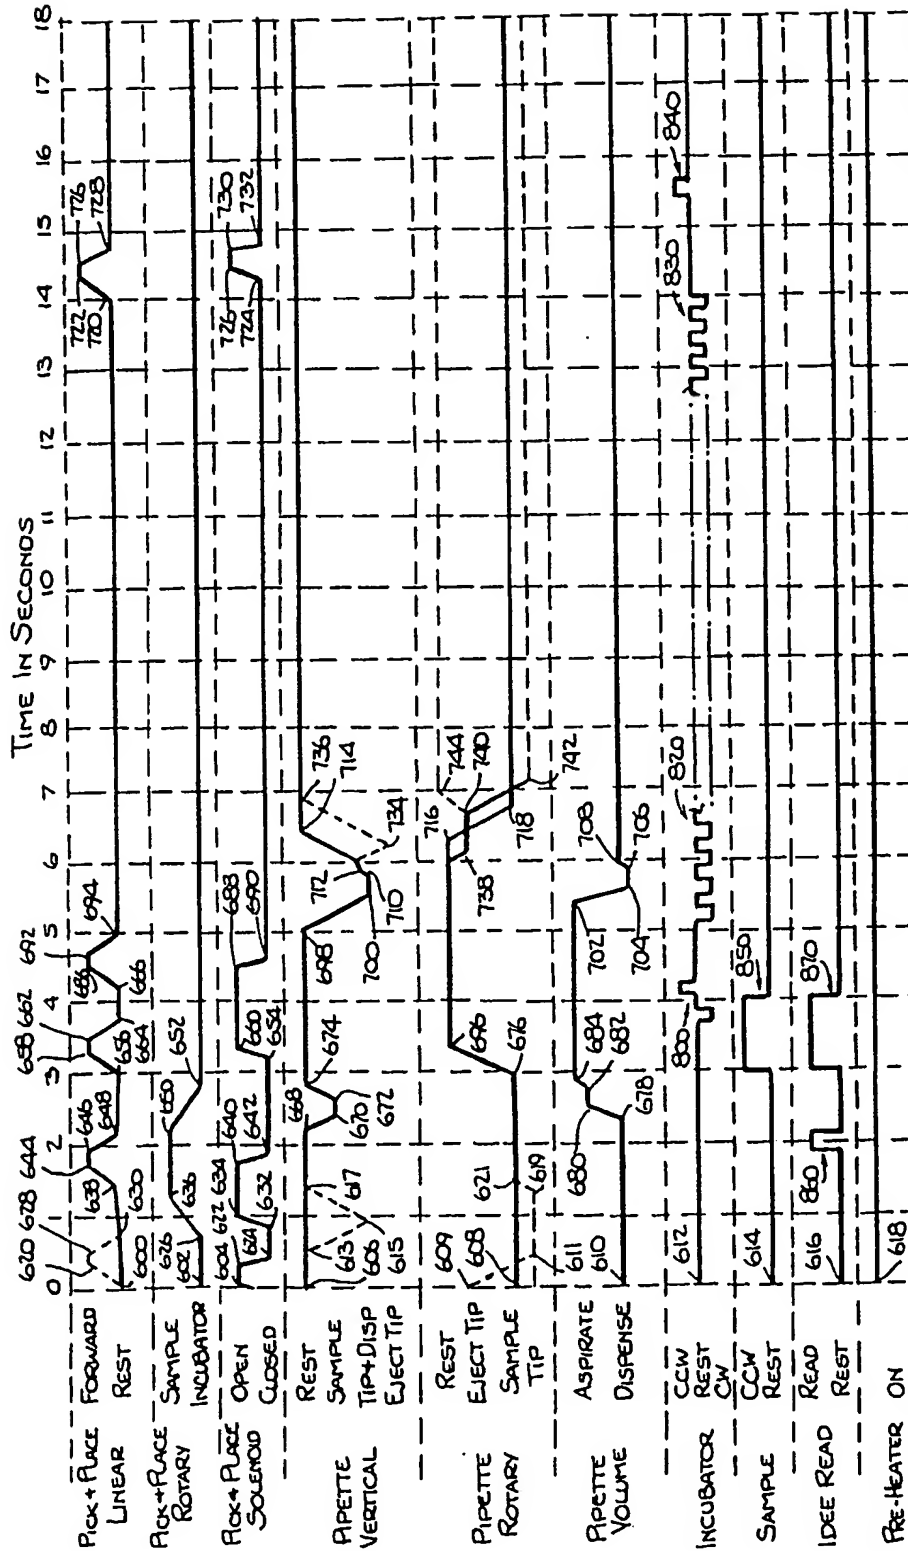 TIME IN SECONDS
0 1 2 3 4 5 6 7 8 9 10 11 12 13 14 15 16 17 18
PICK + PLACE LINEAR
FORWARD
REST
600 620 628 630 638 644 646 648 656 658 662 664 666 686 692 694 720 722 726 728
PICK+PLACE ROTARY
SAMPLE
INCUBATOR
602 626 636 650 652
PICK+PLACE SOLENOID
OPEN
CLOSED
604 624 622 632 634 640 642 654 660 688 690 724 726 730 732
PIPETTE VERTICAL
REST
SAMPLE
TIP+DISP
EJECT TIP
606 613 615 617 668 670 672 674 698 700 710 712 714 734 736
PIPETTE ROTARY
REST
EJECT TIP
SAMPLE
TIP
608 609 611 619 621 676 696 716 718 738 740 742 744
PIPETTE VOLUME
ASPIRATE
DISPENSE
610 678 680 682 684 702 704 706 708
INCUBATOR
CCW
REST
CW
612 800 820 830 840
SAMPLE
CCW
REST
614 850
IDEE READ
READ
REST
616 860 870
PRE-HEATER
ON
618